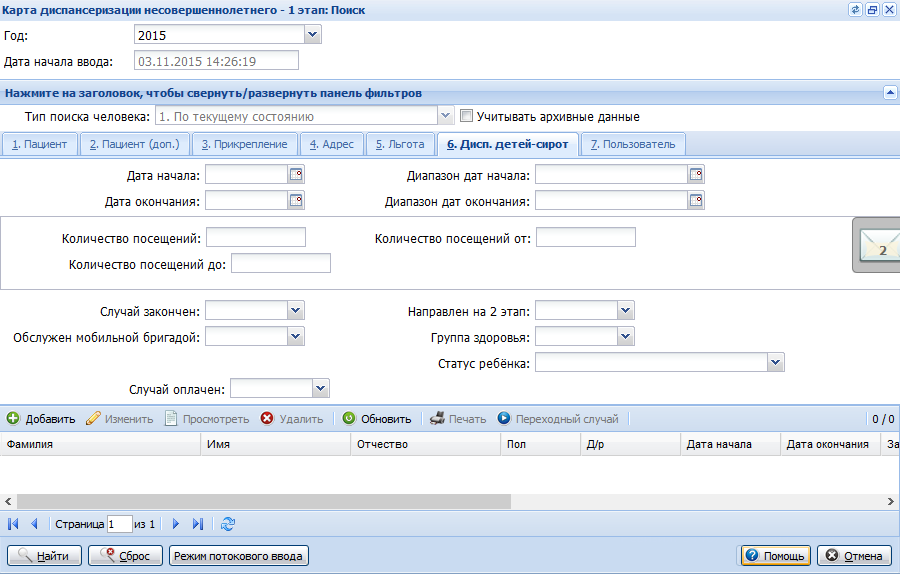 Карта диспансеризации несовершеннолетнего - 1 этап: Поиск
Год: 2015
Дата начала ввода: 03.11.2015 14:26:19
Нажмите на заголовок, чтобы свернуть/развернуть панель фильтров
Тип поиска человека: 1. По текущему состоянию Учитывать архивные данные
1. Пациент 2. Пациент (доп.) 3. Прикрепление 4. Адрес 5. Льгота 6. Дисп. детей-сирот 7. Пользователь
Дата начала: Диапазон дат начала:
Дата окончания: Диапазон дат окончания:
Количество посещений: Количество посещений от:
2
Количество посещений до:
Случай закончен: Направлен на 2 этап:
Обслужен мобильной бригадой: Группа здоровья:
Статус ребёнка:
Случай оплачен:
Добавить Изменить Просмотреть Удалить Обновить Печать Переходный случай 0 / 0
Фамилия Имя Отчество Пол Д/р Дата начала Дата окончания За
Страница 1 из 1
Найти Сброс Режим потокового ввода Помощь Отмена